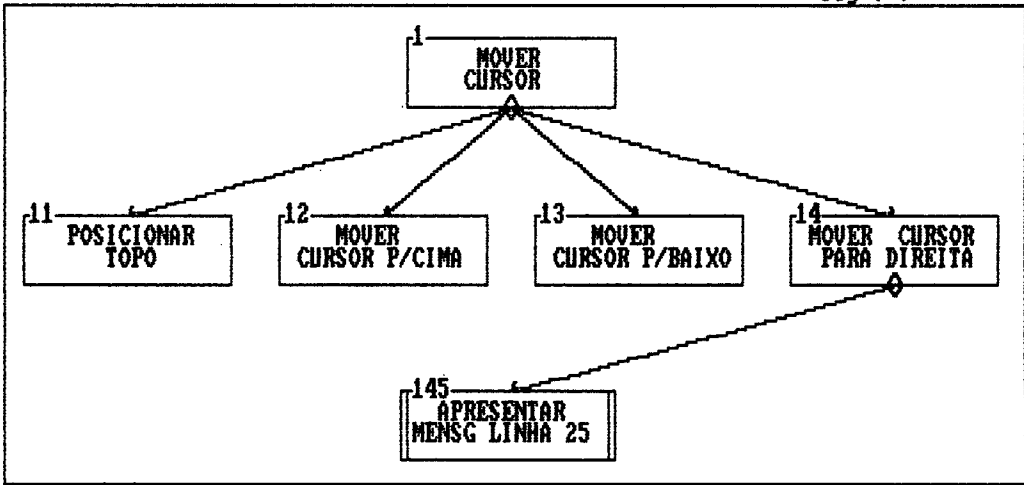 1
MOVER
CURSOR
11
POSICIONAR
TOPO
12
MOVER
CURSOR P/CIMA
13
MOVER
CURSOR P/BAIXO
14
MOVER CURSOR
PARA DIREITA
145
APRESENTAR
MENSG LINHA 25